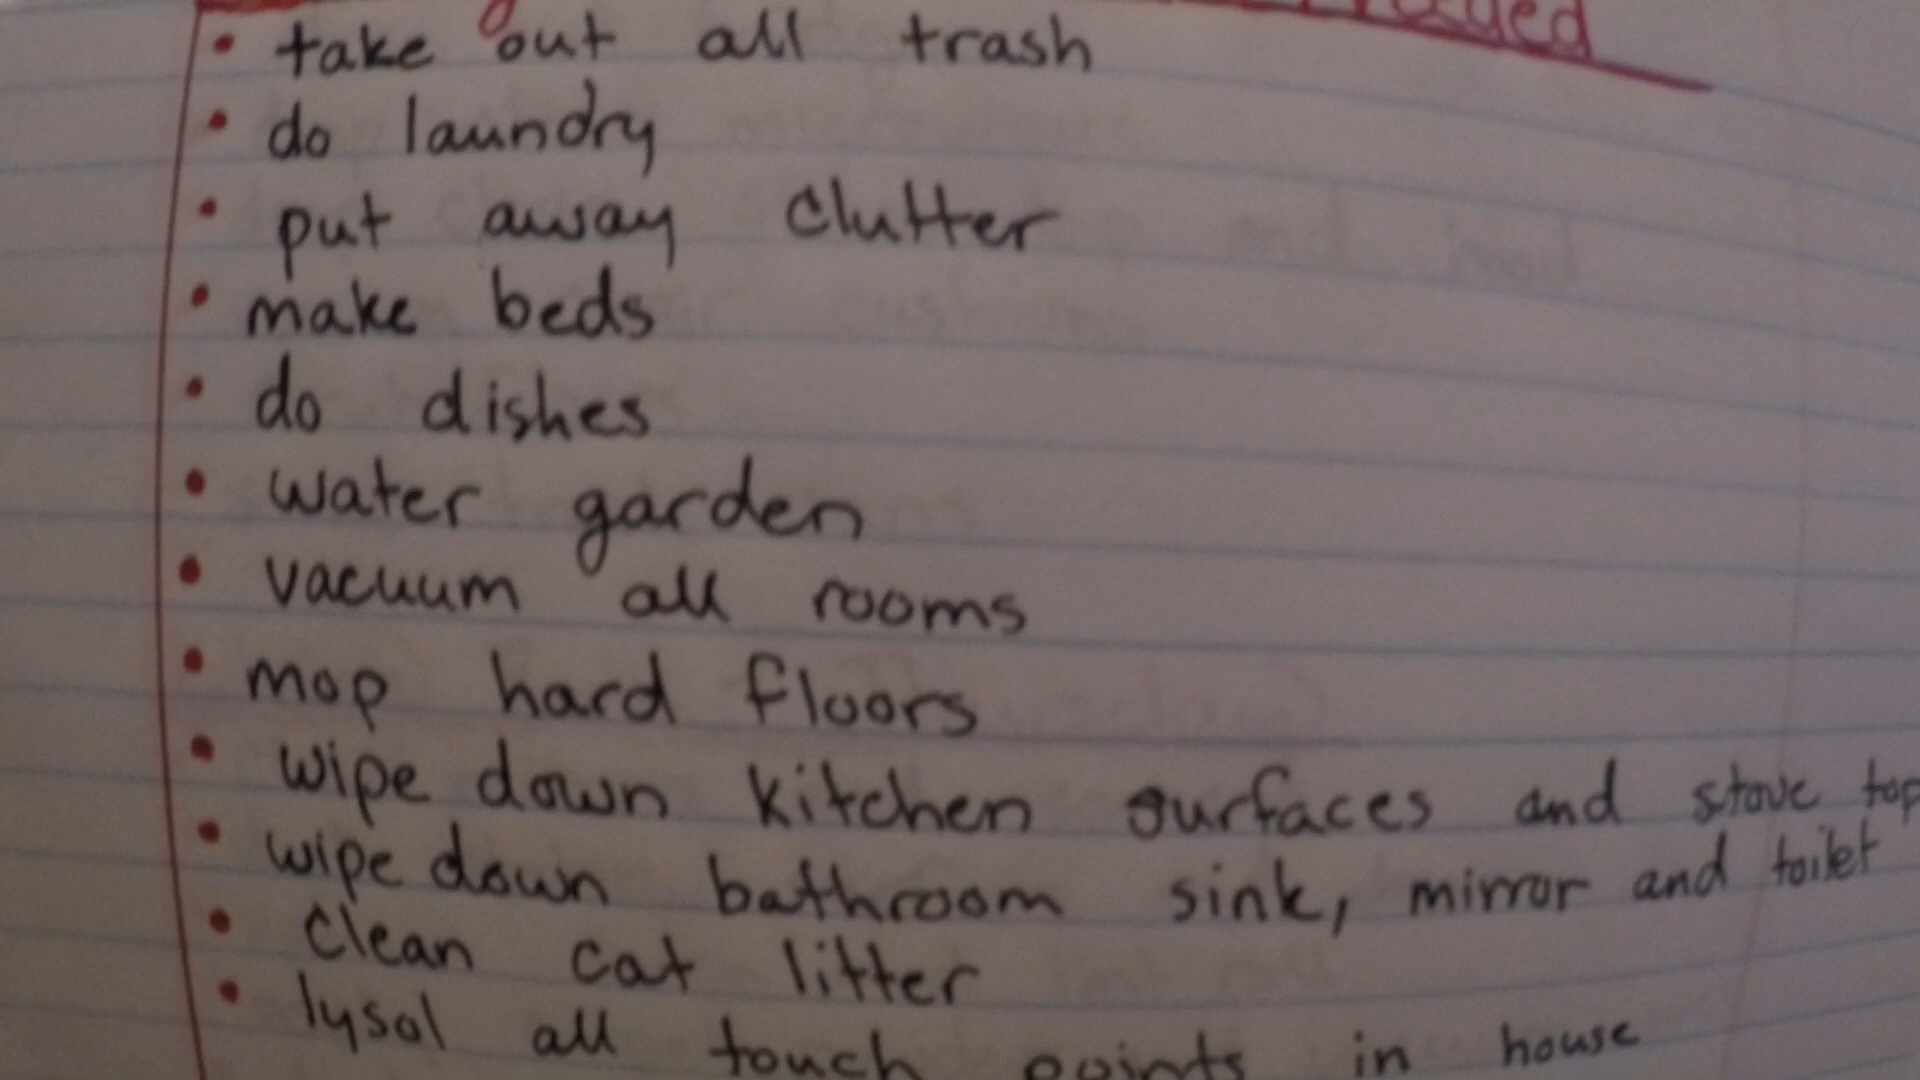 • take out all trash
• do laundry
• put away clutter
• make beds
• do dishes
• water garden
• vacuum all rooms
• mop hard floors
• wipe down kitchen surfaces and stove top
• wipe down bathroom sink, mirror and toilet
• clean cat litter
• lysol all touch points in house